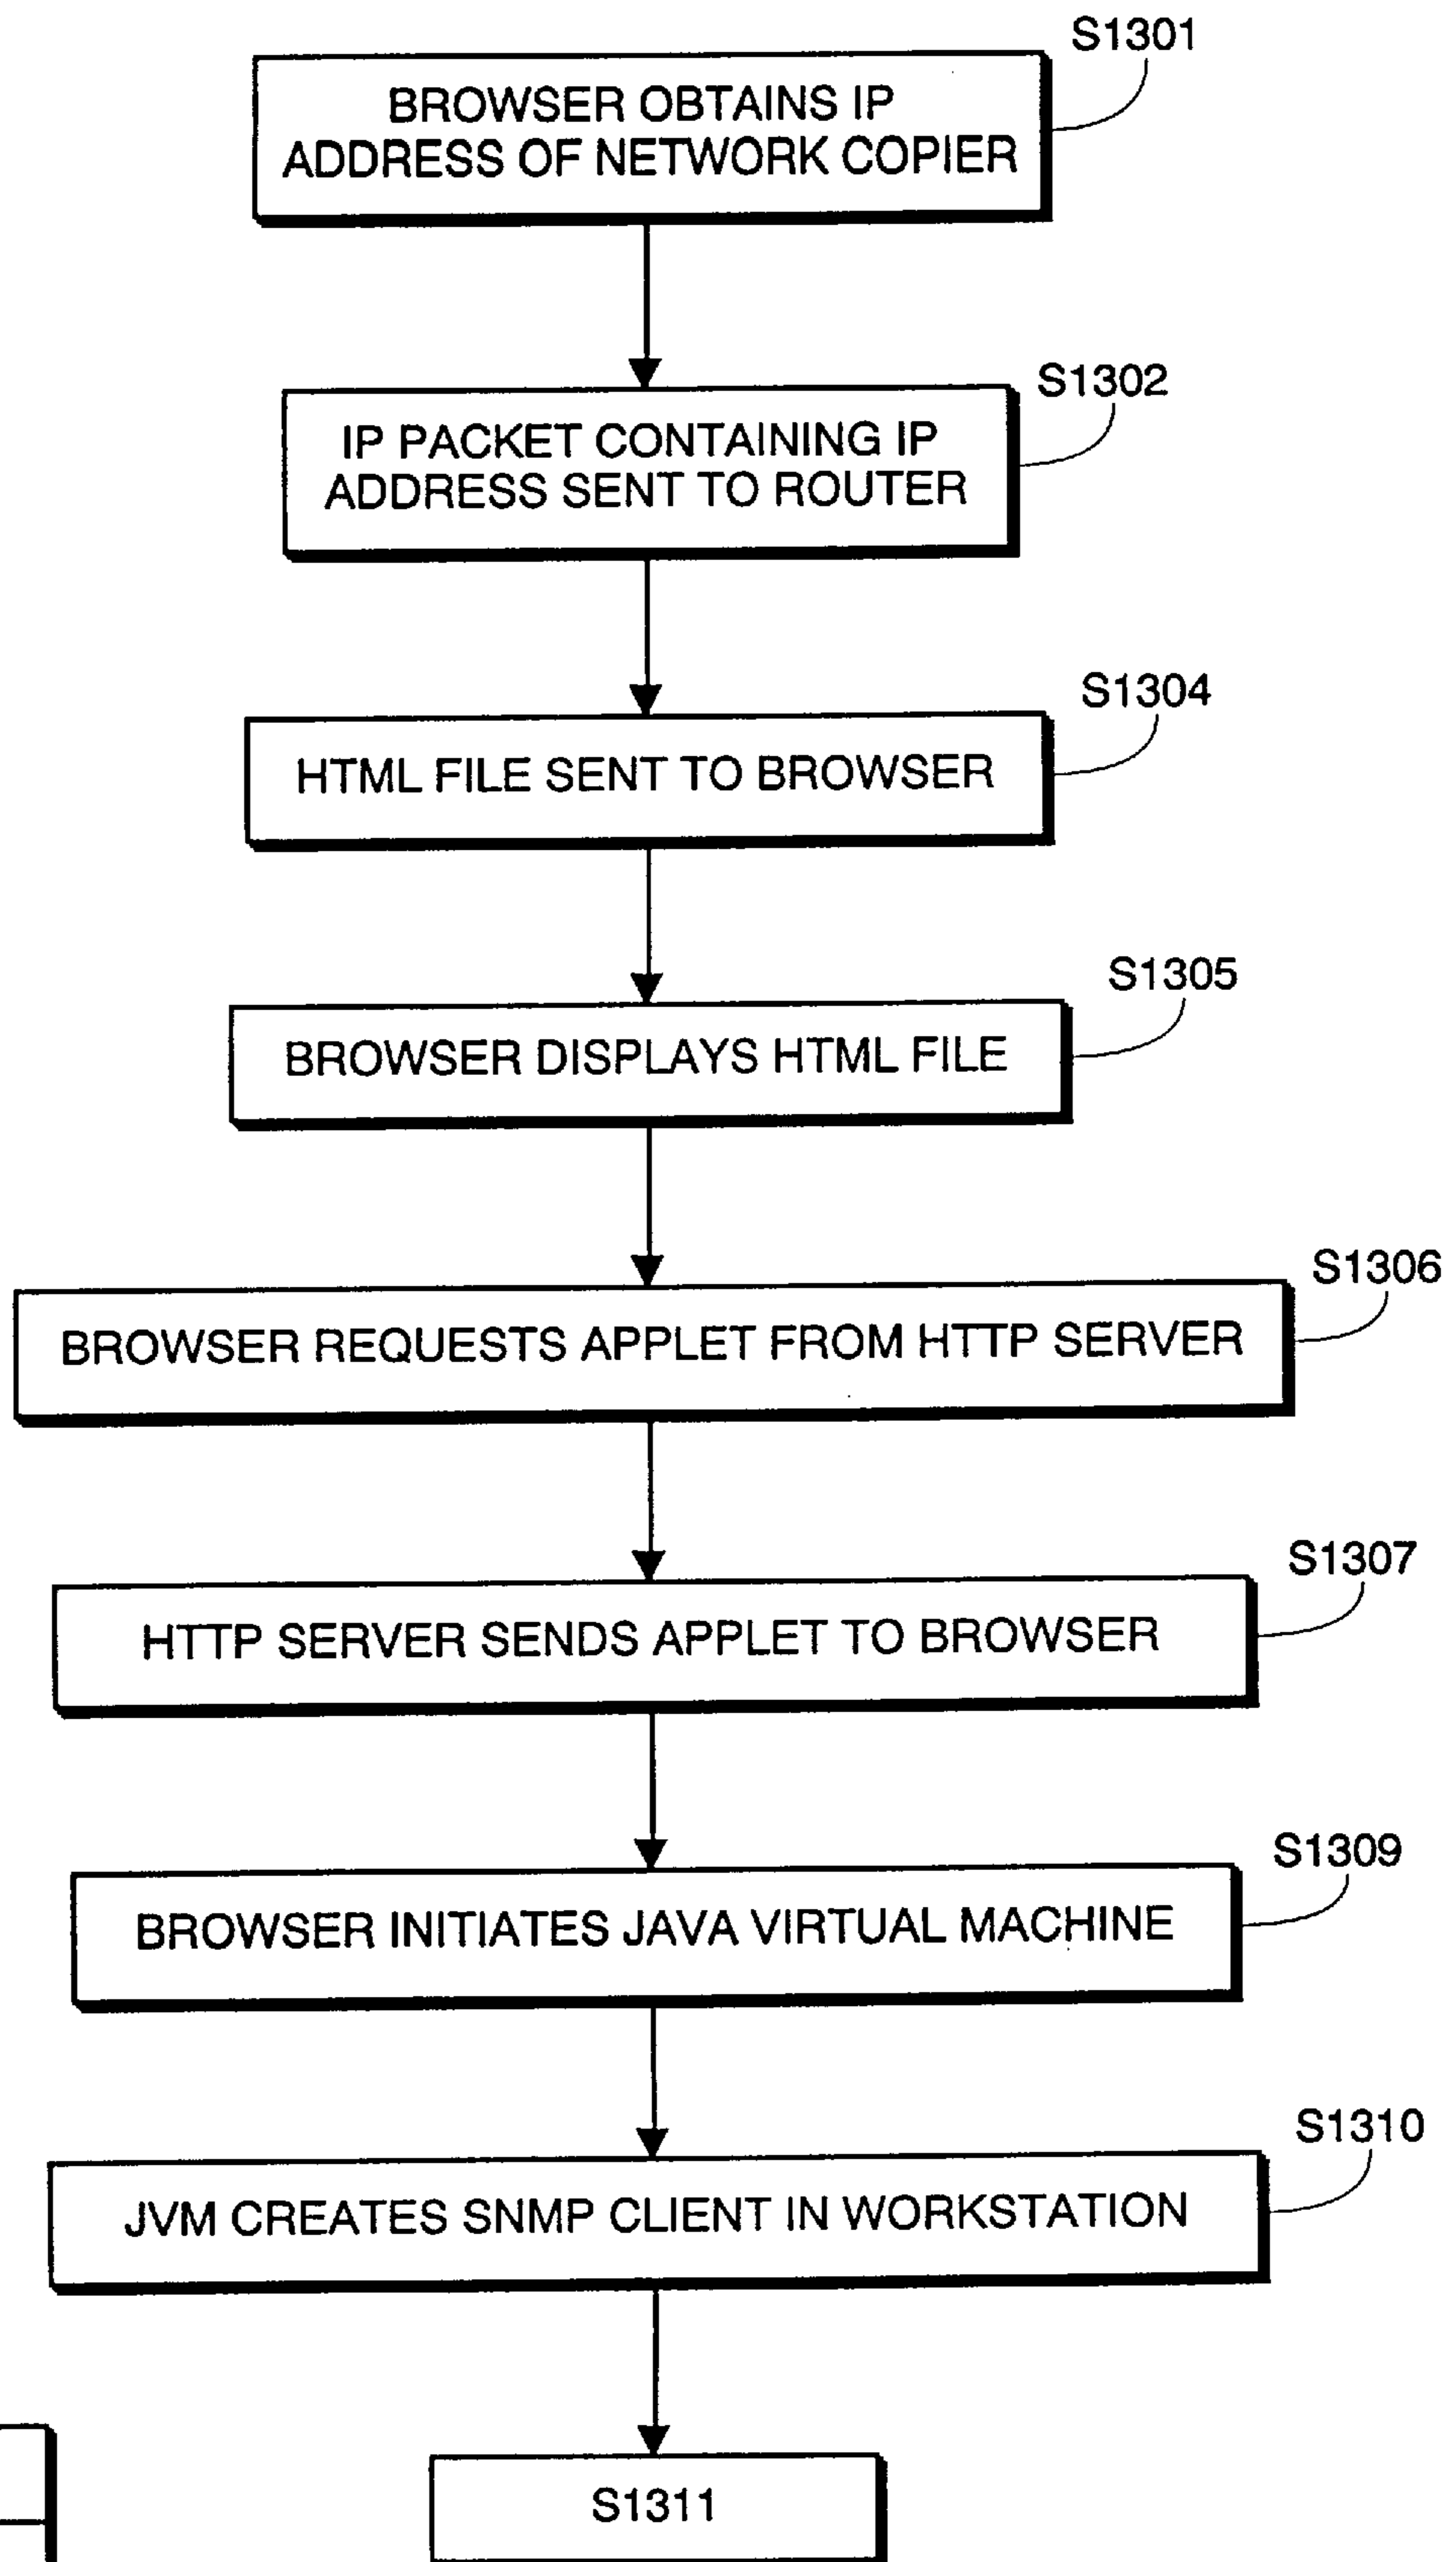 S1301
BROWSER OBTAINS IP
ADDRESS OF NETWORK COPIER
S1302
IP PACKET CONTAINING IP
ADDRESS SENT TO ROUTER
S1304
HTML FILE SENT TO BROWSER
S1305
BROWSER DISPLAYS HTML FILE
S1306
BROWSER REQUESTS APPLET FROM HTTP SERVER
S1307
HTTP SERVER SENDS APPLET TO BROWSER
S1309
BROWSER INITIATES JAVA VIRTUAL MACHINE
S1310
JVM CREATES SNMP CLIENT IN WORKSTATION
S1311